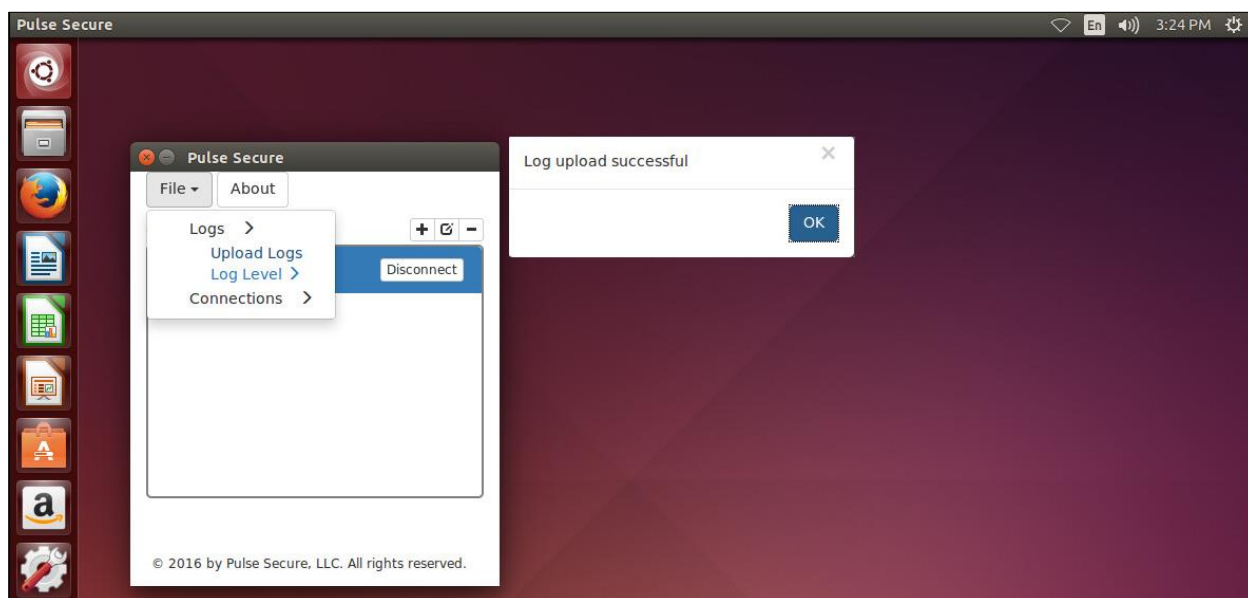 Pulse Secure
En
3:24 PM
Pulse Secure
File
About
Logs
Upload Logs
Log Level
Connections
Disconnect
© 2016 by Pulse Secure, LLC. All rights reserved.
Log upload successful
OK